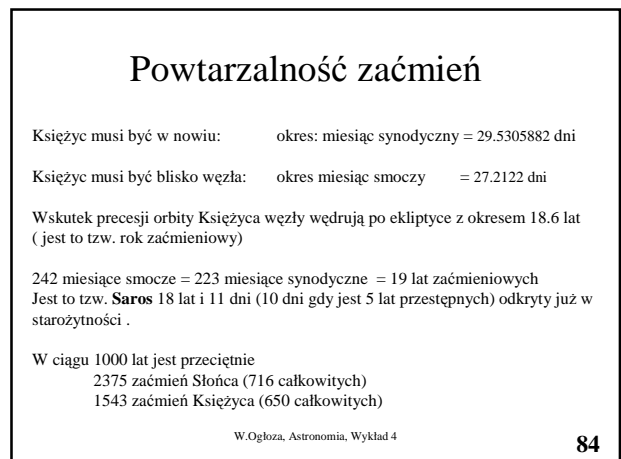 Powtarzalność zaćmień
Księżyc musi być w nowiu: okres: miesiąc synodyczny = 29.5305882 dni
Księżyc musi być blisko węzła: okres miesiąc smoczy = 27.2122 dni
Wskutek precesji orbity Księżyca węzły wędrują po ekliptyce z okresem 18.6 lat
( jest to tzw. rok zaćmieniowy)
242 miesiące smocze = 223 miesiące synodyczne = 19 lat zaćmieniowych
Jest to tzw. Saros 18 lat i 11 dni (10 dni gdy jest 5 lat przestępnych) odkryty już w
starożytności .
W ciągu 1000 lat jest przeciętnie
2375 zaćmień Słońca (716 całkowitych)
1543 zaćmień Księżyca (650 całkowitych)
W.Ogłoza, Astronomia, Wykład 4
84